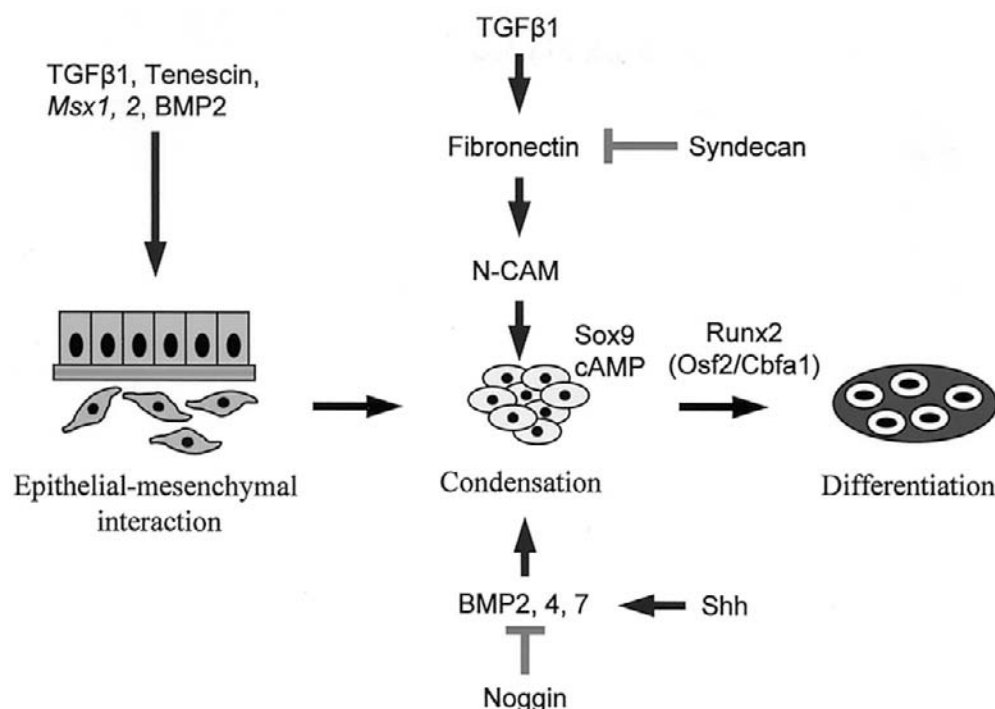 TGFβ1
TGFβ1, Tenescin,
Msx1, 2, BMP2
Fibronectin
Syndecan
N-CAM
Sox9
cAMP
Runx2
(Osf2/Cbfa1)
Epithelial-mesenchymal
interaction
Condensation
Differentiation
BMP2, 4, 7
Shh
Noggin